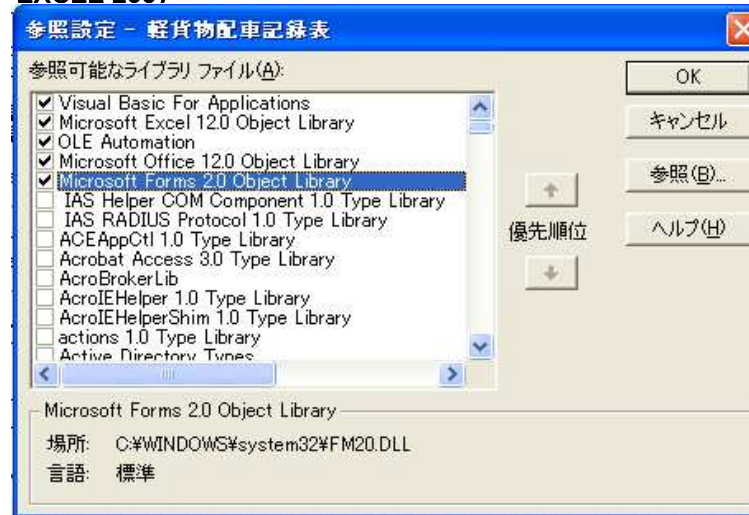 EXCEL 2007
参照設定 - 軽貨物配車記録表
参照可能なライブラリ ファイル(A):
Visual Basic For Applications
Microsoft Excel 12.0 Object Library
OLE Automation
Microsoft Office 12.0 Object Library
Microsoft Forms 2.0 Object Library
IAS Helper COM Component 1.0 Type Library
IAS RADIUS Protocol 1.0 Type Library
ACEAppCtl 1.0 Type Library
Acrobat Access 3.0 Type Library
AcroBrokerLib
AcroIEHelper 1.0 Type Library
AcroIEHelperShim 1.0 Type Library
actions 1.0 Type Library
Active Directory Types
OK
キャンセル
参照(B)...
優先順位
ヘルプ(H)
Microsoft Forms 2.0 Object Library
場所: C:¥WINDOWS¥system32¥FM20.DLL
言語: 標準